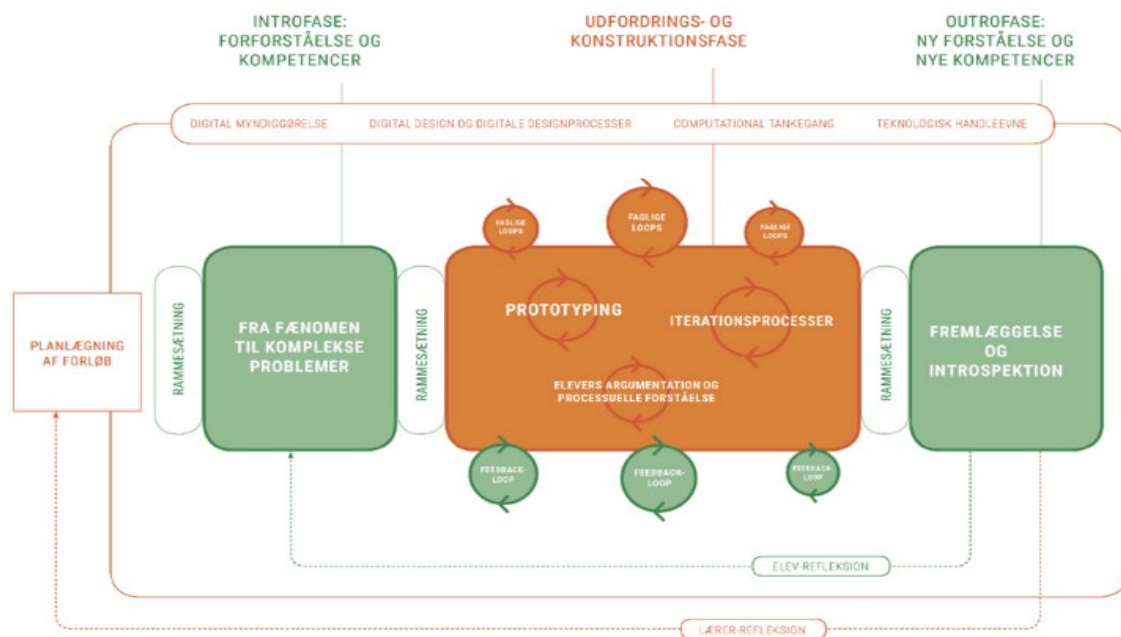 INTROFASE:
FORFORSTÅELSE OG
KOMPETENCER
UDFORDRINGS- OG
KONSTRUKTIONSFASE
OUTROFASE:
NY FORSTÅELSE OG
NYE KOMPETENCER
DIGITAL MYNDIGGØRELSE
DIGITAL DESIGN OG DIGITALE DESIGNPROCESSER
COMPUTATIONAL TANKEGANG
TEKNOLOGISK HANDLEEVNE
FAGLIGE
LOOPS
FAGLIGE
LOOPS
FAGLIGE
LOOPS
PLANLÆGNING
AF FORLØB
RAMMESÆTNING
FRA FÆNOMEN
TIL KOMPLEKSE
PROBLEMER
RAMMESÆTNING
PROTOTYPING
ITERATIONSPROCESSER
ELEVERS ARGUMENTATION OG
PROCESSUELLE FORSTÅELSE
RAMMESÆTNING
FREMLÆGGELSE
OG
INTROSPEKTION
FEEDBACK-
LOOP
FEEDBACK-
LOOP
FEEDBACK-
LOOP
ELEV-REFLEKSION
LÆRER-REFLEKSION